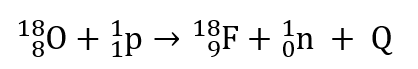 ¹⁸₈O + ¹₁p → ¹⁸₉F + ¹₀n + Q